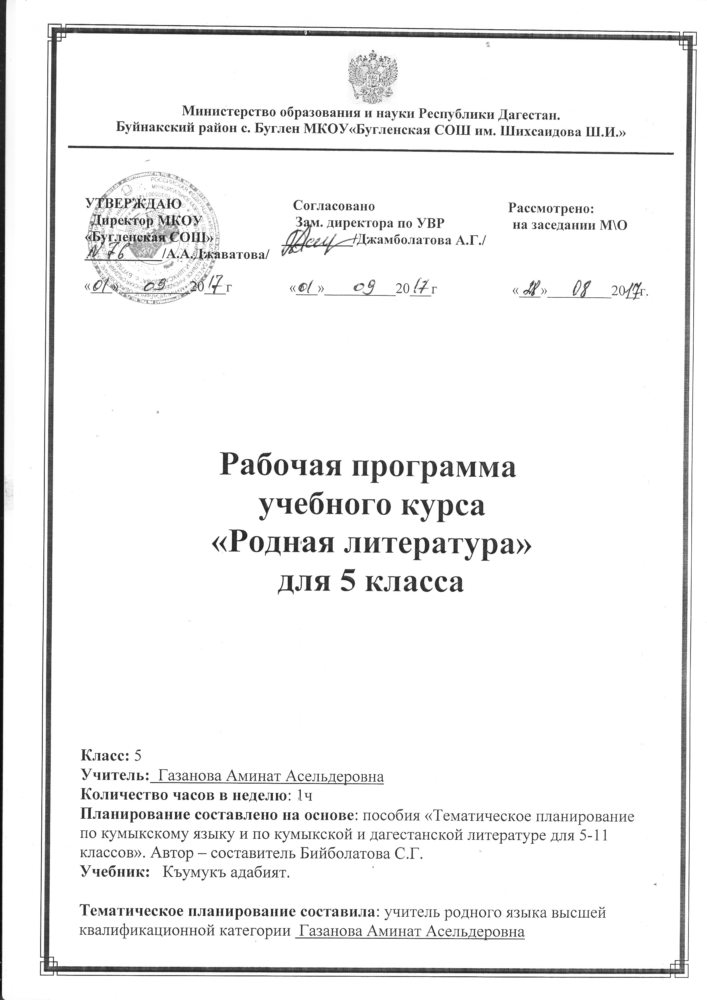 Министерство образования и науки Республики Дагестан.
Буйнакский район с. Буглен МКОУ«Бугленская СОШ им. Шихсаидова Ш.И.»
УТВЕРЖДАЮ
Директор МКОУ
«Бугленская СОШ»
N 76 /А.А.Джаватова/
«01» 09 2017г
Согласовано
Зам. директора по УВР
/Джамболатова А.Г./
«01» 09 2017г
Рассмотрено:
на заседании М\О
«28» 08 2017г.
Рабочая программа
учебного курса
«Родная литература»
для 5 класса
Класс: 5
Учитель: Газанова Аминат Асельдеровна
Количество часов в неделю: 1ч
Планирование составлено на основе: пособия «Тематическое планирование
по кумыкскому языку и по кумыкской и дагестанской литературе для 5-11
классов». Автор – составитель Бийболатова С.Г.
Учебник: Къумукъ адабият.
Тематическое планирование составила: учитель родного языка высшей
квалификационной категории Газанова Аминат Асельдеровна